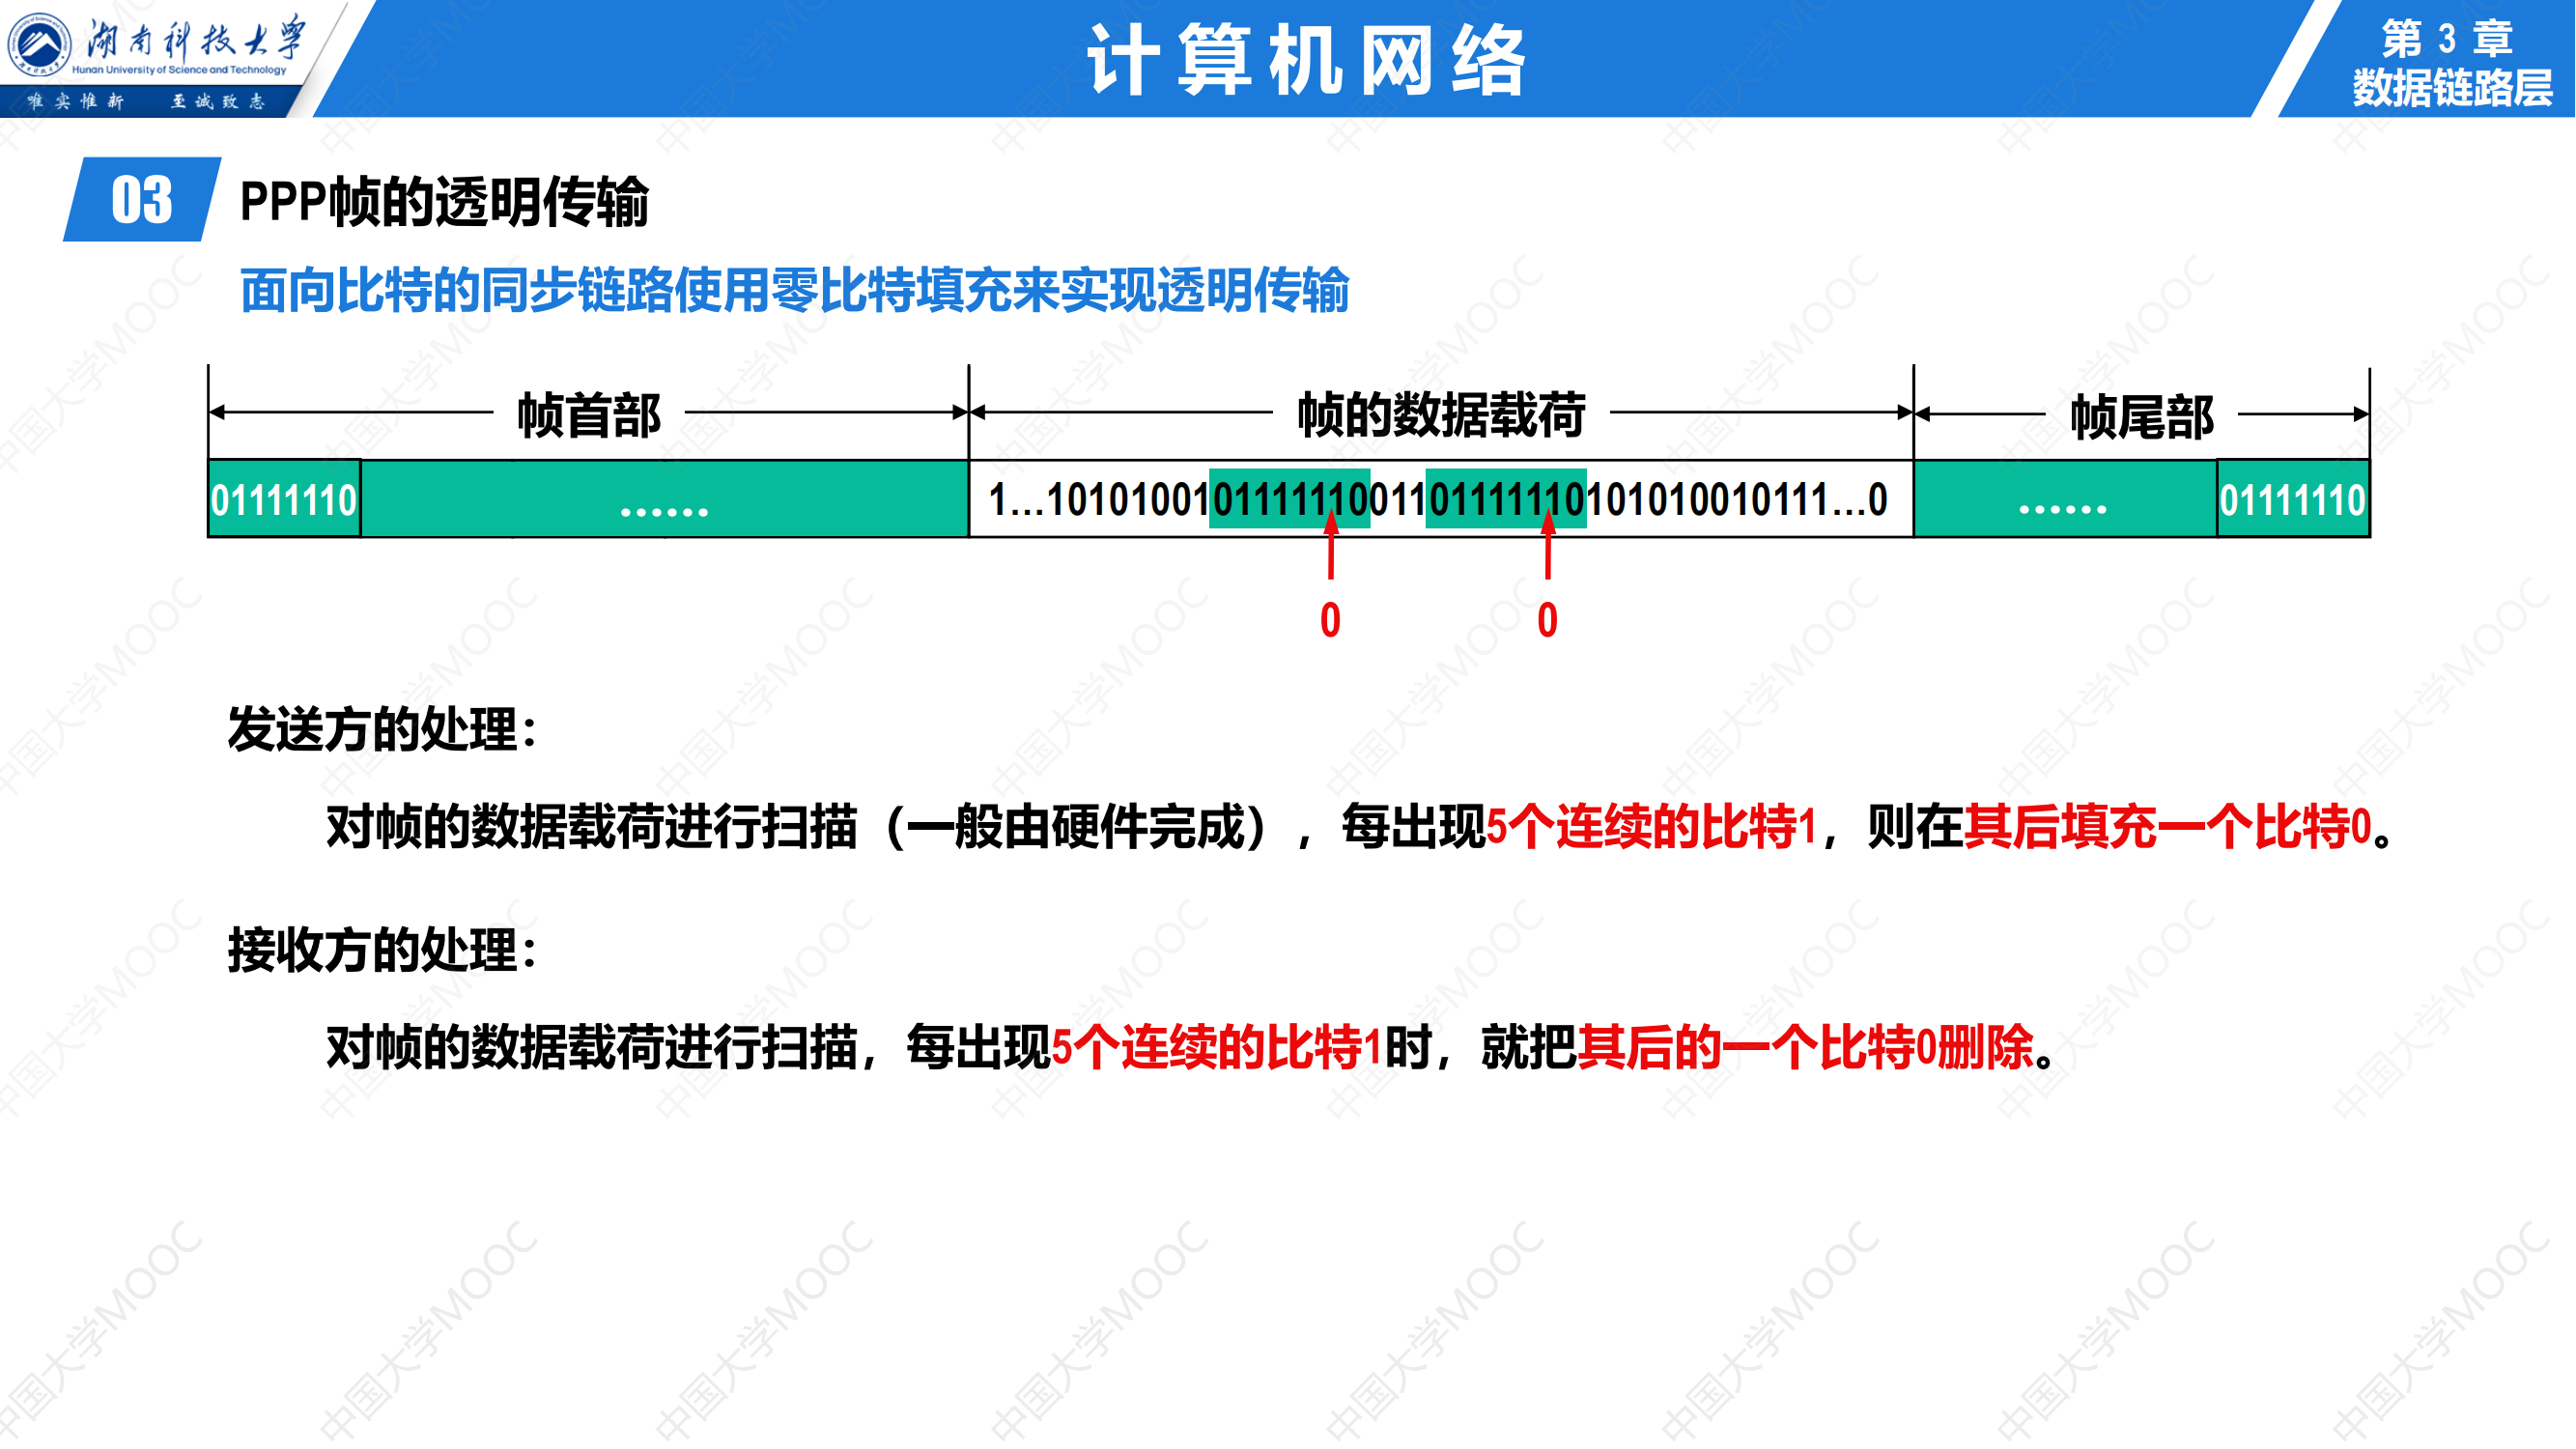 湖南科技大学
Hunan University of Science and Technology
唯实惟新 至诚致志
计算机网络
第 3 章
数据链路层
03
PPP帧的透明传输
面向比特的同步链路使用零比特填充来实现透明传输
帧首部
帧的数据载荷
帧尾部
01111110
......
1...10101001011111100110111111010101001011​1...0
......
01111110
0
0
发送方的处理：
对帧的数据载荷进行扫描（一般由硬件完成），每出现5个连续的比特1，则在其后填充一个比特0。
接收方的处理：
对帧的数据载荷进行扫描，每出现5个连续的比特1时，就把其后的一个比特0删除。
中国大学MOOC